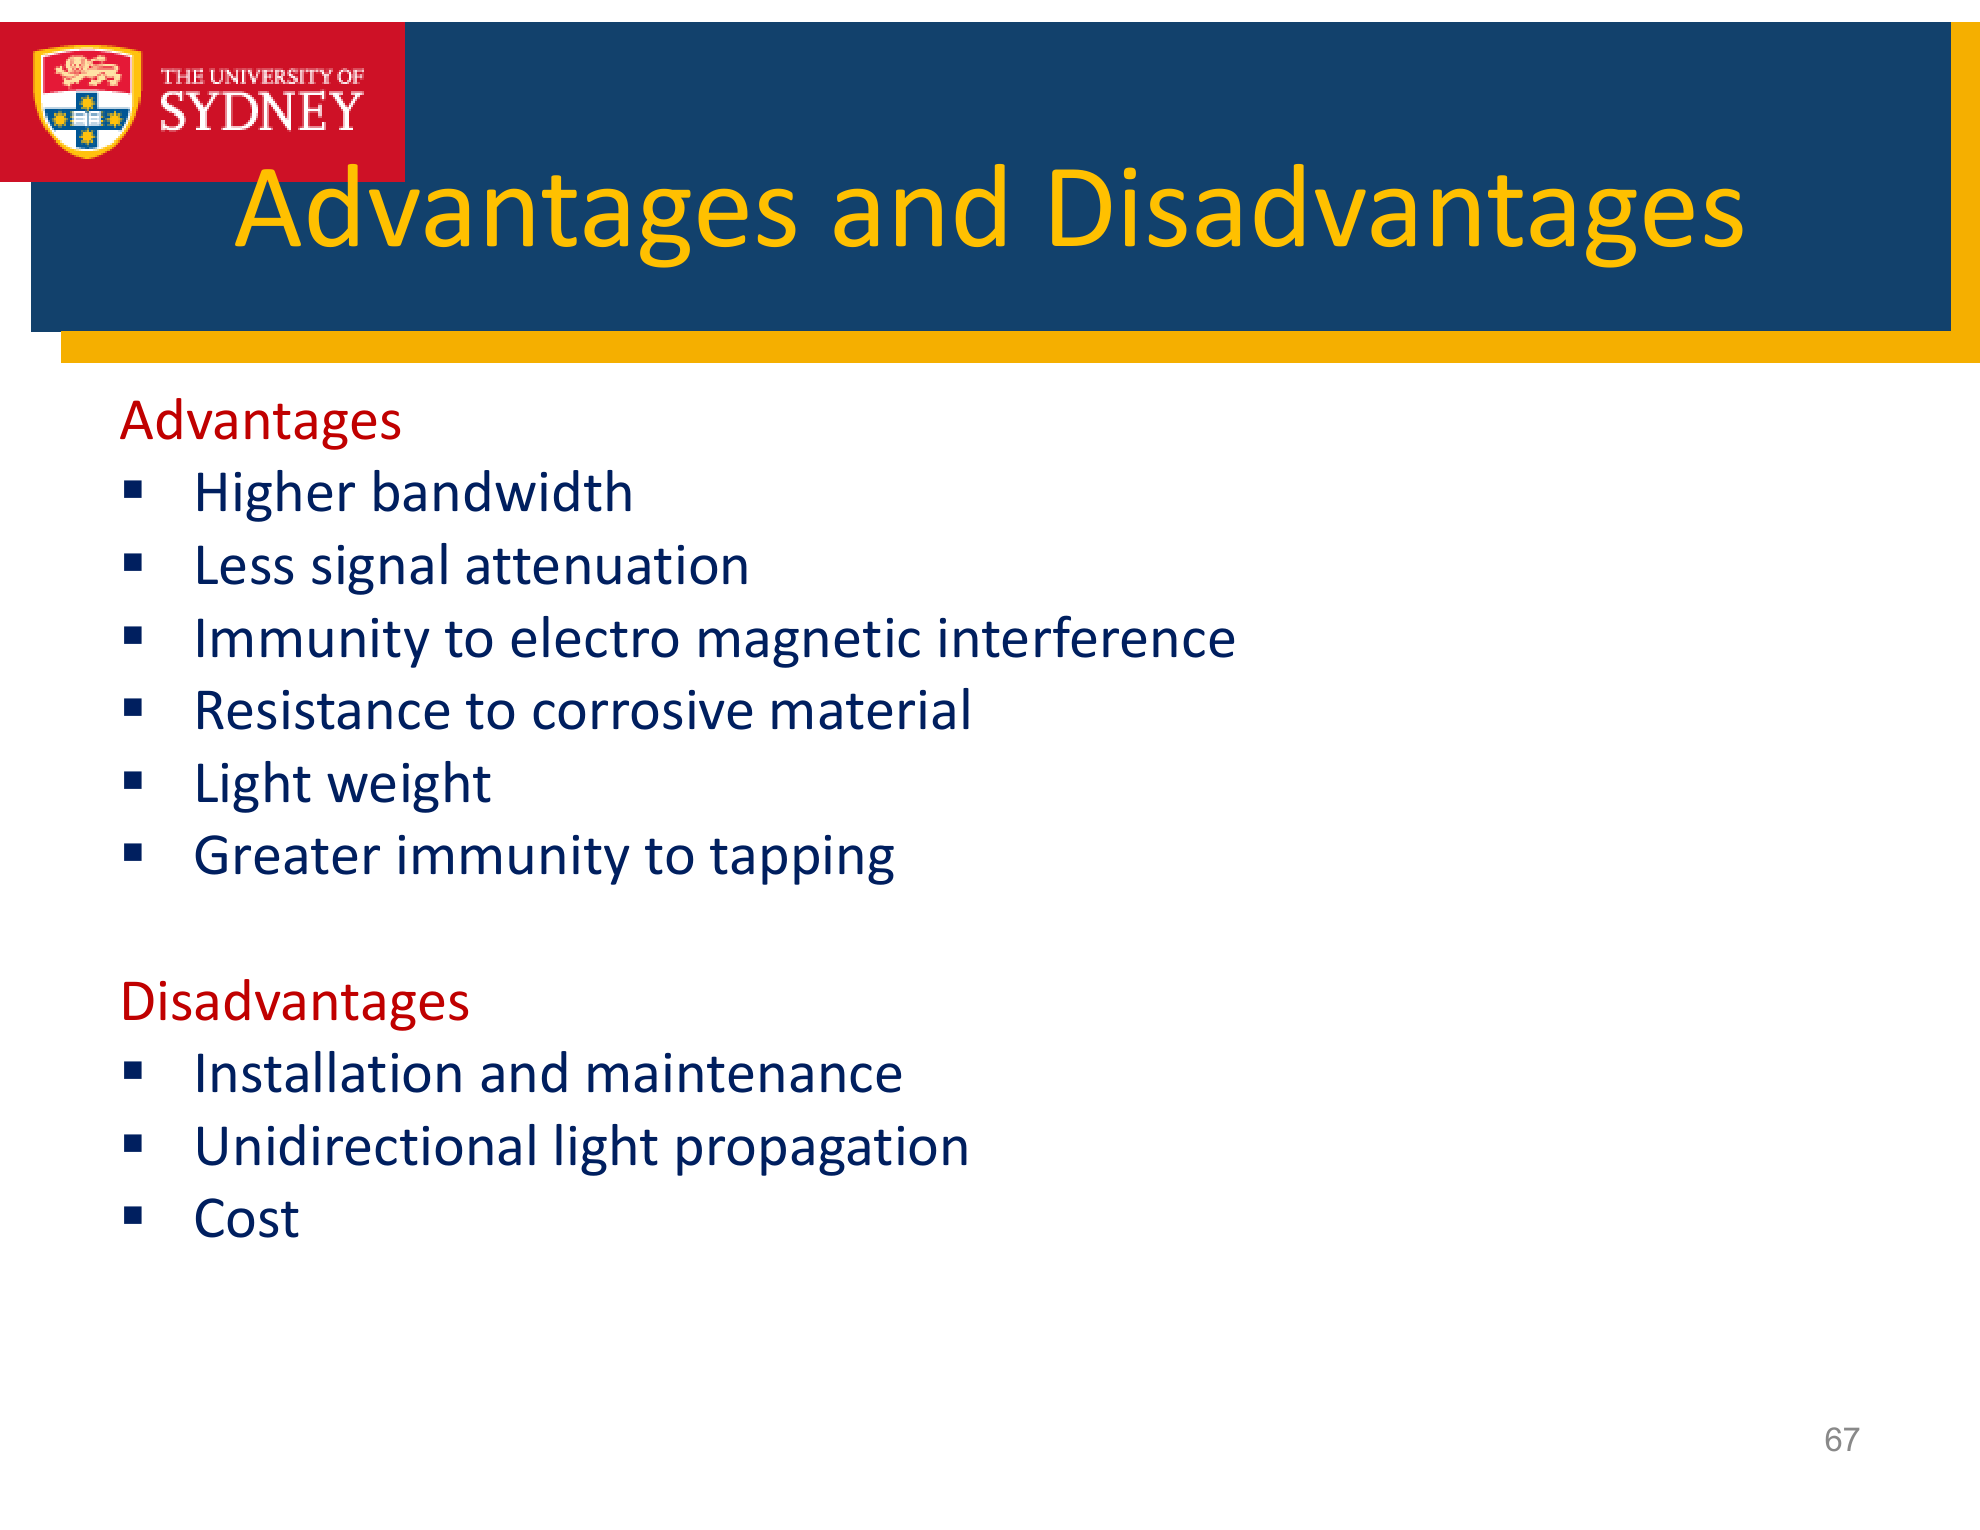 THE UNIVERSITY OF
SYDNEY
Advantages and Disadvantages
Advantages
▪ Higher bandwidth
▪ Less signal attenuation
▪ Immunity to electro magnetic interference
▪ Resistance to corrosive material
▪ Light weight
▪ Greater immunity to tapping
Disadvantages
▪ Installation and maintenance
▪ Unidirectional light propagation
▪ Cost
67